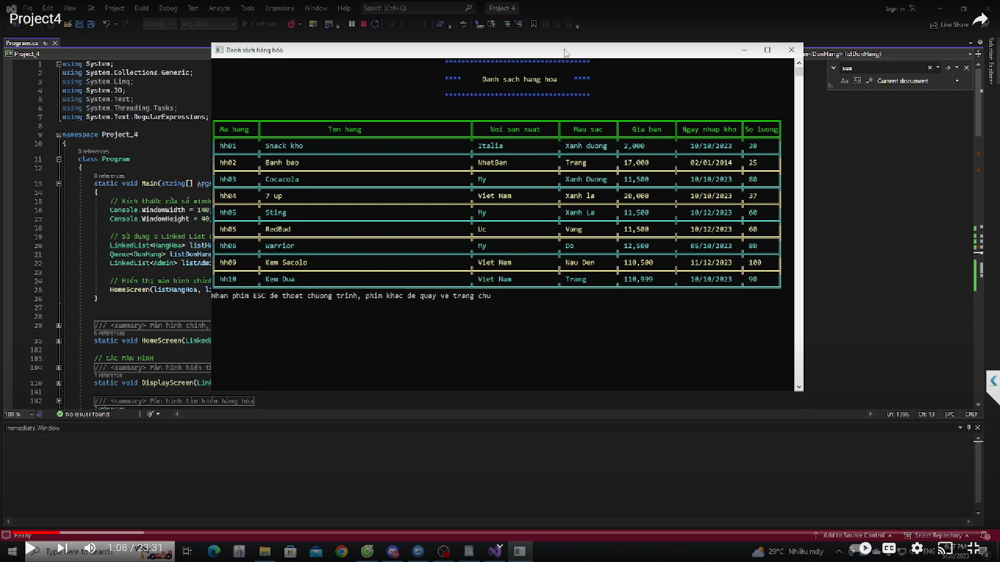 File Edit View Git Project Build Debug Test Analyze Tools Extensions Window Help Search (Ctrl+Q) Project_4 Sign in
Project4
Debug Any CPU Continue Live Share
Program.cs
Project_4
e<DonHang> listDonHang)
Solution Explorer
sua
Aa Current document
1 using System;
2 using System.Collections.Generic;
3 using System.Linq;
4 using System.IO;
5 using System.Text;
6 using System.Threading.Tasks;
7 using System.Text.RegularExpressions;
8
9 namespace Project_4
10 {
0 references
11 class Program
12 {
0 references
13 static void Main(string[] args
14 {
15 // Kích thước cửa sổ windo
16 Console.WindowWidth = 140;
17 Console.WindowHeight = 40;
18
19 // Sử dụng 3 Linked List
20 LinkedList<HangHoa> listHa
21 Queue<DonHang> listDonHang
22 LinkedList<Admin> listAdmi
23
24 // Hiển thị màn hình chính
25 HomeScreen(listHangHoa, li
26 }
27
28
29 /// <summary> Màn hình chính,
6 references
35 static void HomeScreen(LinkedL
102
103 // CÁC MÀN HÌNH
104 /// <summary> Màn hình hiển th
1 reference
110 static void DisplayScreen(Link
141
142 /// <summary> Màn hình tìm kiếm hàng hóa
Danh sách hàng hóa
***********************************
**** Danh sach hang hoa ****
***********************************
Ma hang Ten hang Noi san xuat Mau sac Gia ban Ngay nhap kho So luong
hh01 Snack kho Italia Xanh duong 2,000 10/10/2023 39
hh02 Banh bao NhatBan Trang 17,000 02/01/2014 25
hh03 Cocacola My Xanh Duong 11,500 10/10/2023 80
hh04 7 up Viet Nam Xanh la 20,000 10/10/2023 37
hh05 Sting My Xanh La 11,500 10/12/2023 60
hh05 RedBud Uc Vang 11,500 10/12/2023 60
hh06 Warrior My Do 12,500 05/10/2023 80
hh09 Kem Sacolo Viet Nam Nau Den 110,500 11/12/2023 100
hh10 Kem Dua Viet Nam Trang 110,999 10/10/2023 90
Nhan phim ESC de thoat chuong trinh, phim khac de quay ve trang chu
100 % No issues found Ln: 1396 Ch: 13 SPC CRLF
Immediate Window
Ready Add to Source Control Select Repository
1:08 / 23:31
Type here to search
29°C Nhiều mây ENG 6:27 PM
5/28/2023